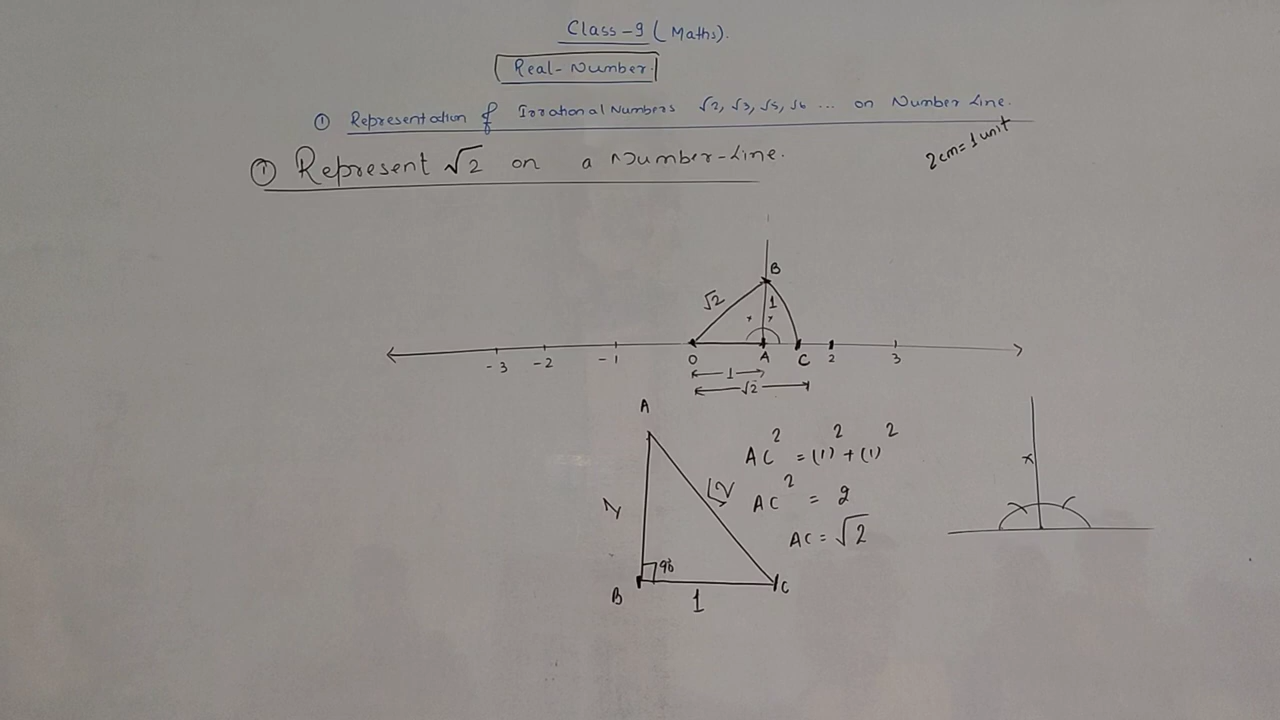 Class-9 (Maths).
Real-Number.
① Representation of Irrational Numbers √2, √3, √5, √6 ... on Number Line.
2cm=1unit
① Represent √2 on a Number-Line.
B
√2
1
-3 -2 -1 0 A C 2 3
1
√2
A
AC² = (1)² + (1)²
√2
1
AC² = 2
AC = √2
90°
B C
1